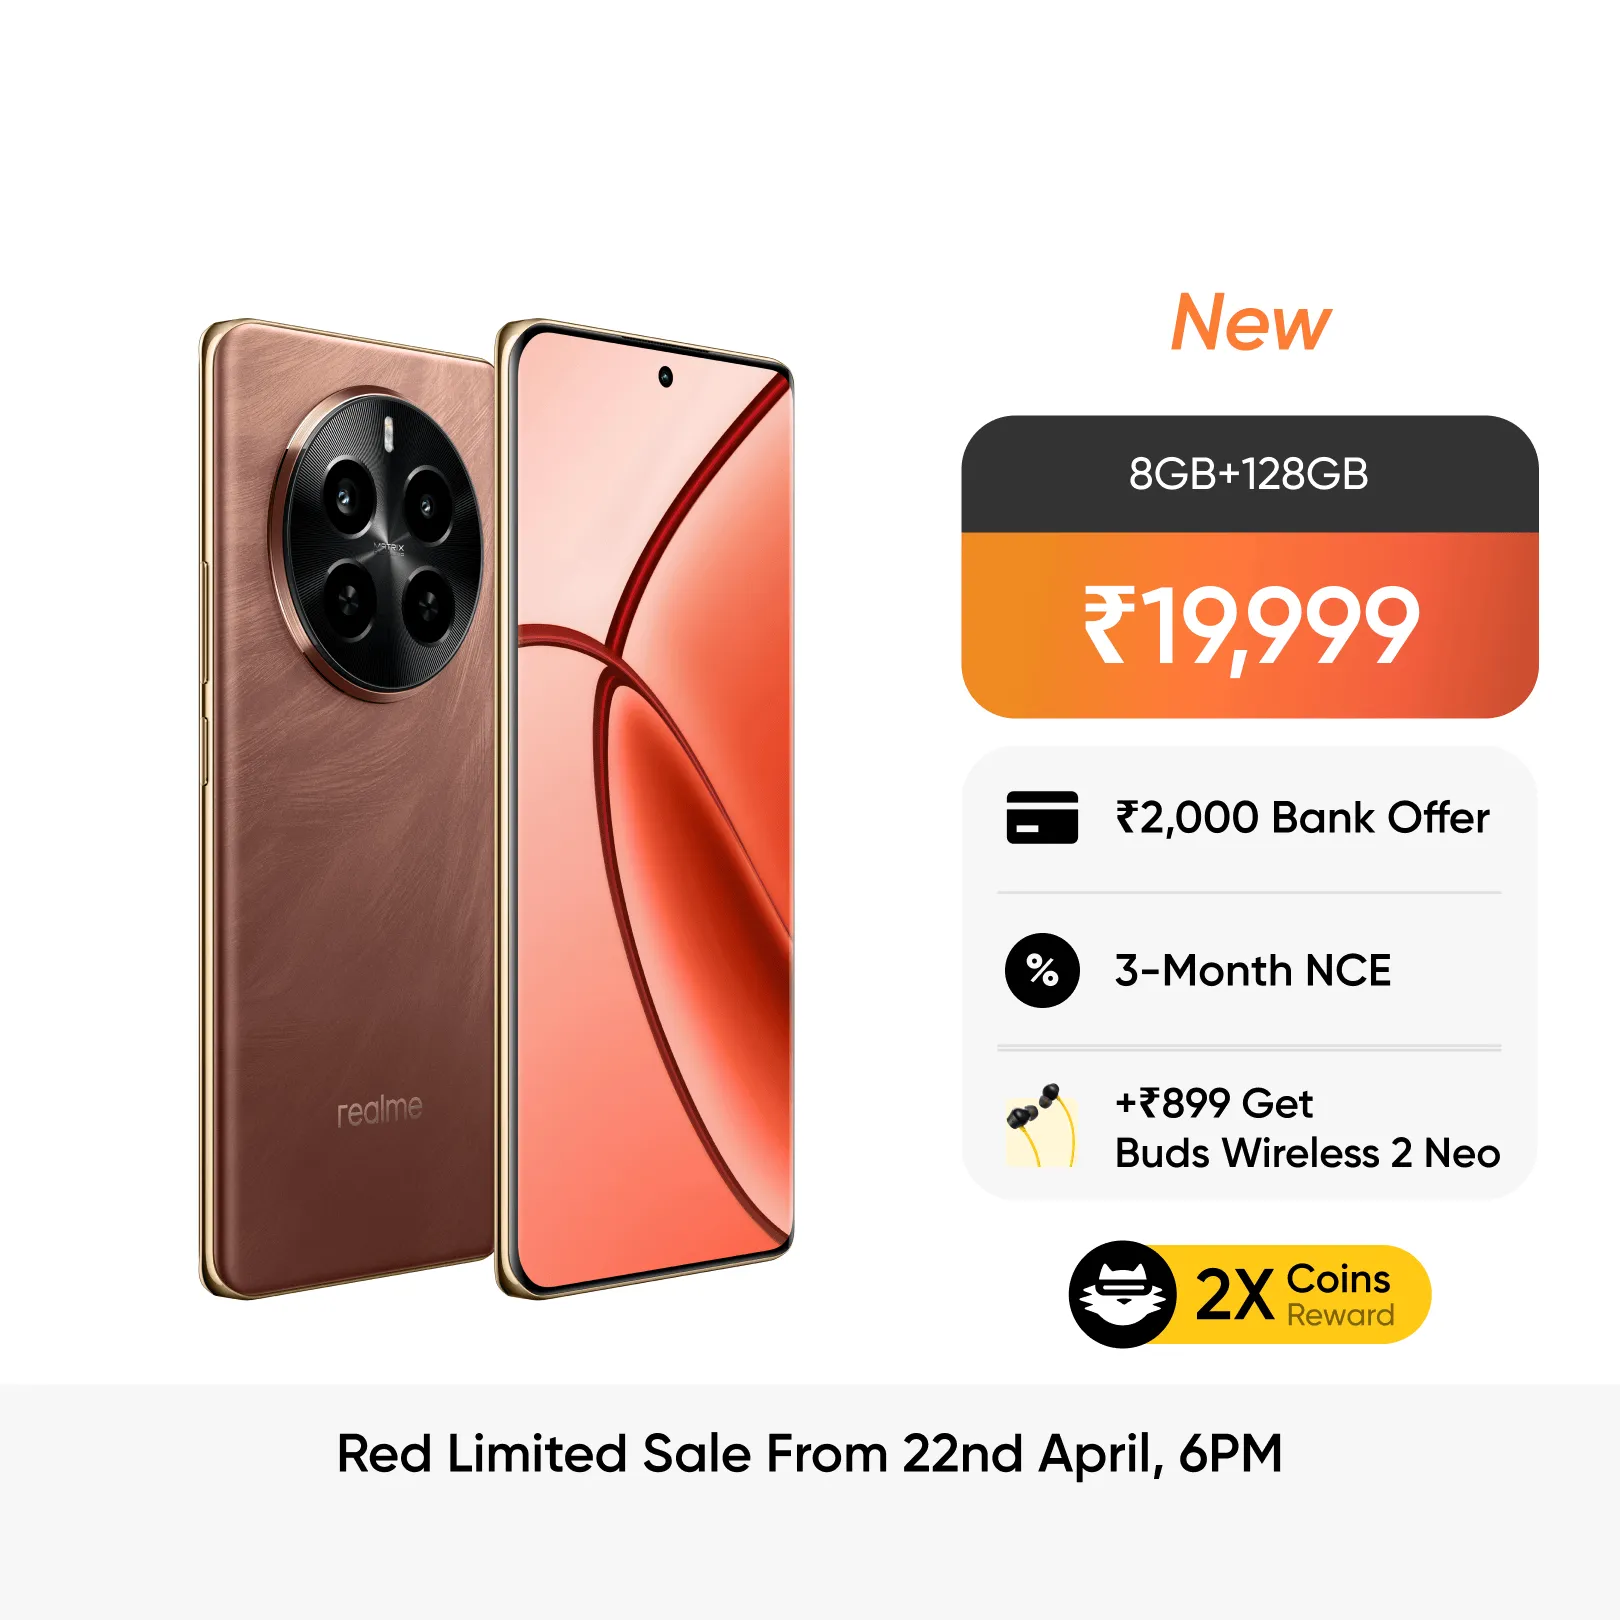 New
8GB+128GB
₹19,999
MATRIX
realme
₹2,000 Bank Offer
%
3-Month NCE
+₹899 Get
Buds Wireless 2 Neo
2X Coins
Reward
Red Limited Sale From 22nd April, 6PM